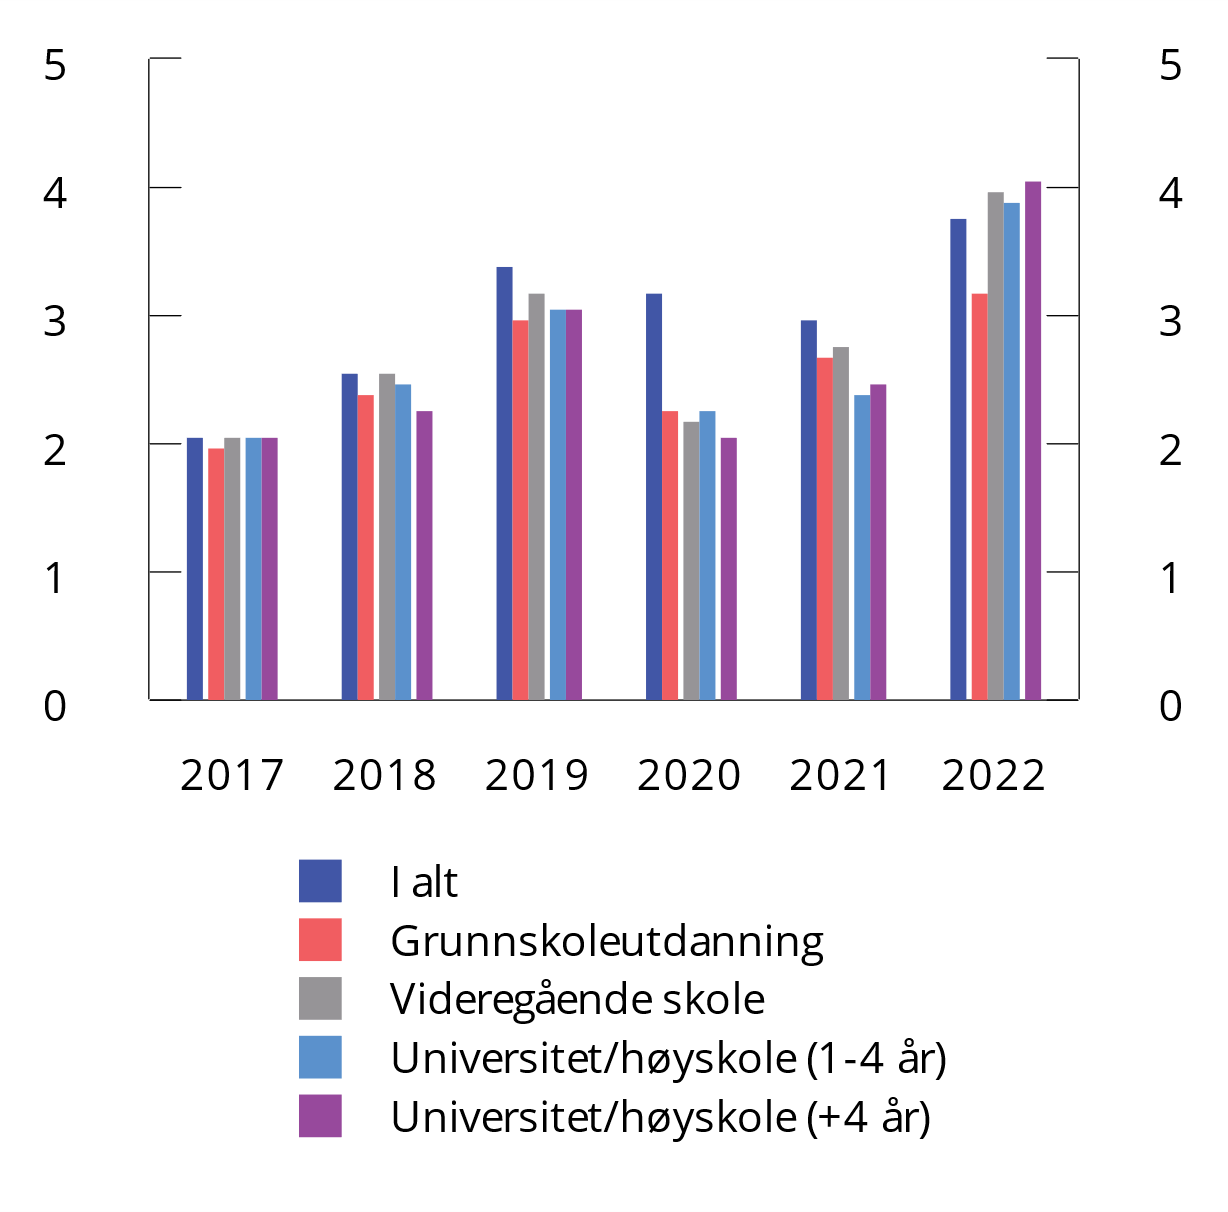 5 5
4 4
3 3
2 2
1 1
0 0
2017 2018 2019 2020 2021 2022
I alt
Grunnskoleutdanning
Videregående skole
Universitet/høyskole (1-4 år)
Universitet/høyskole (+4 år)